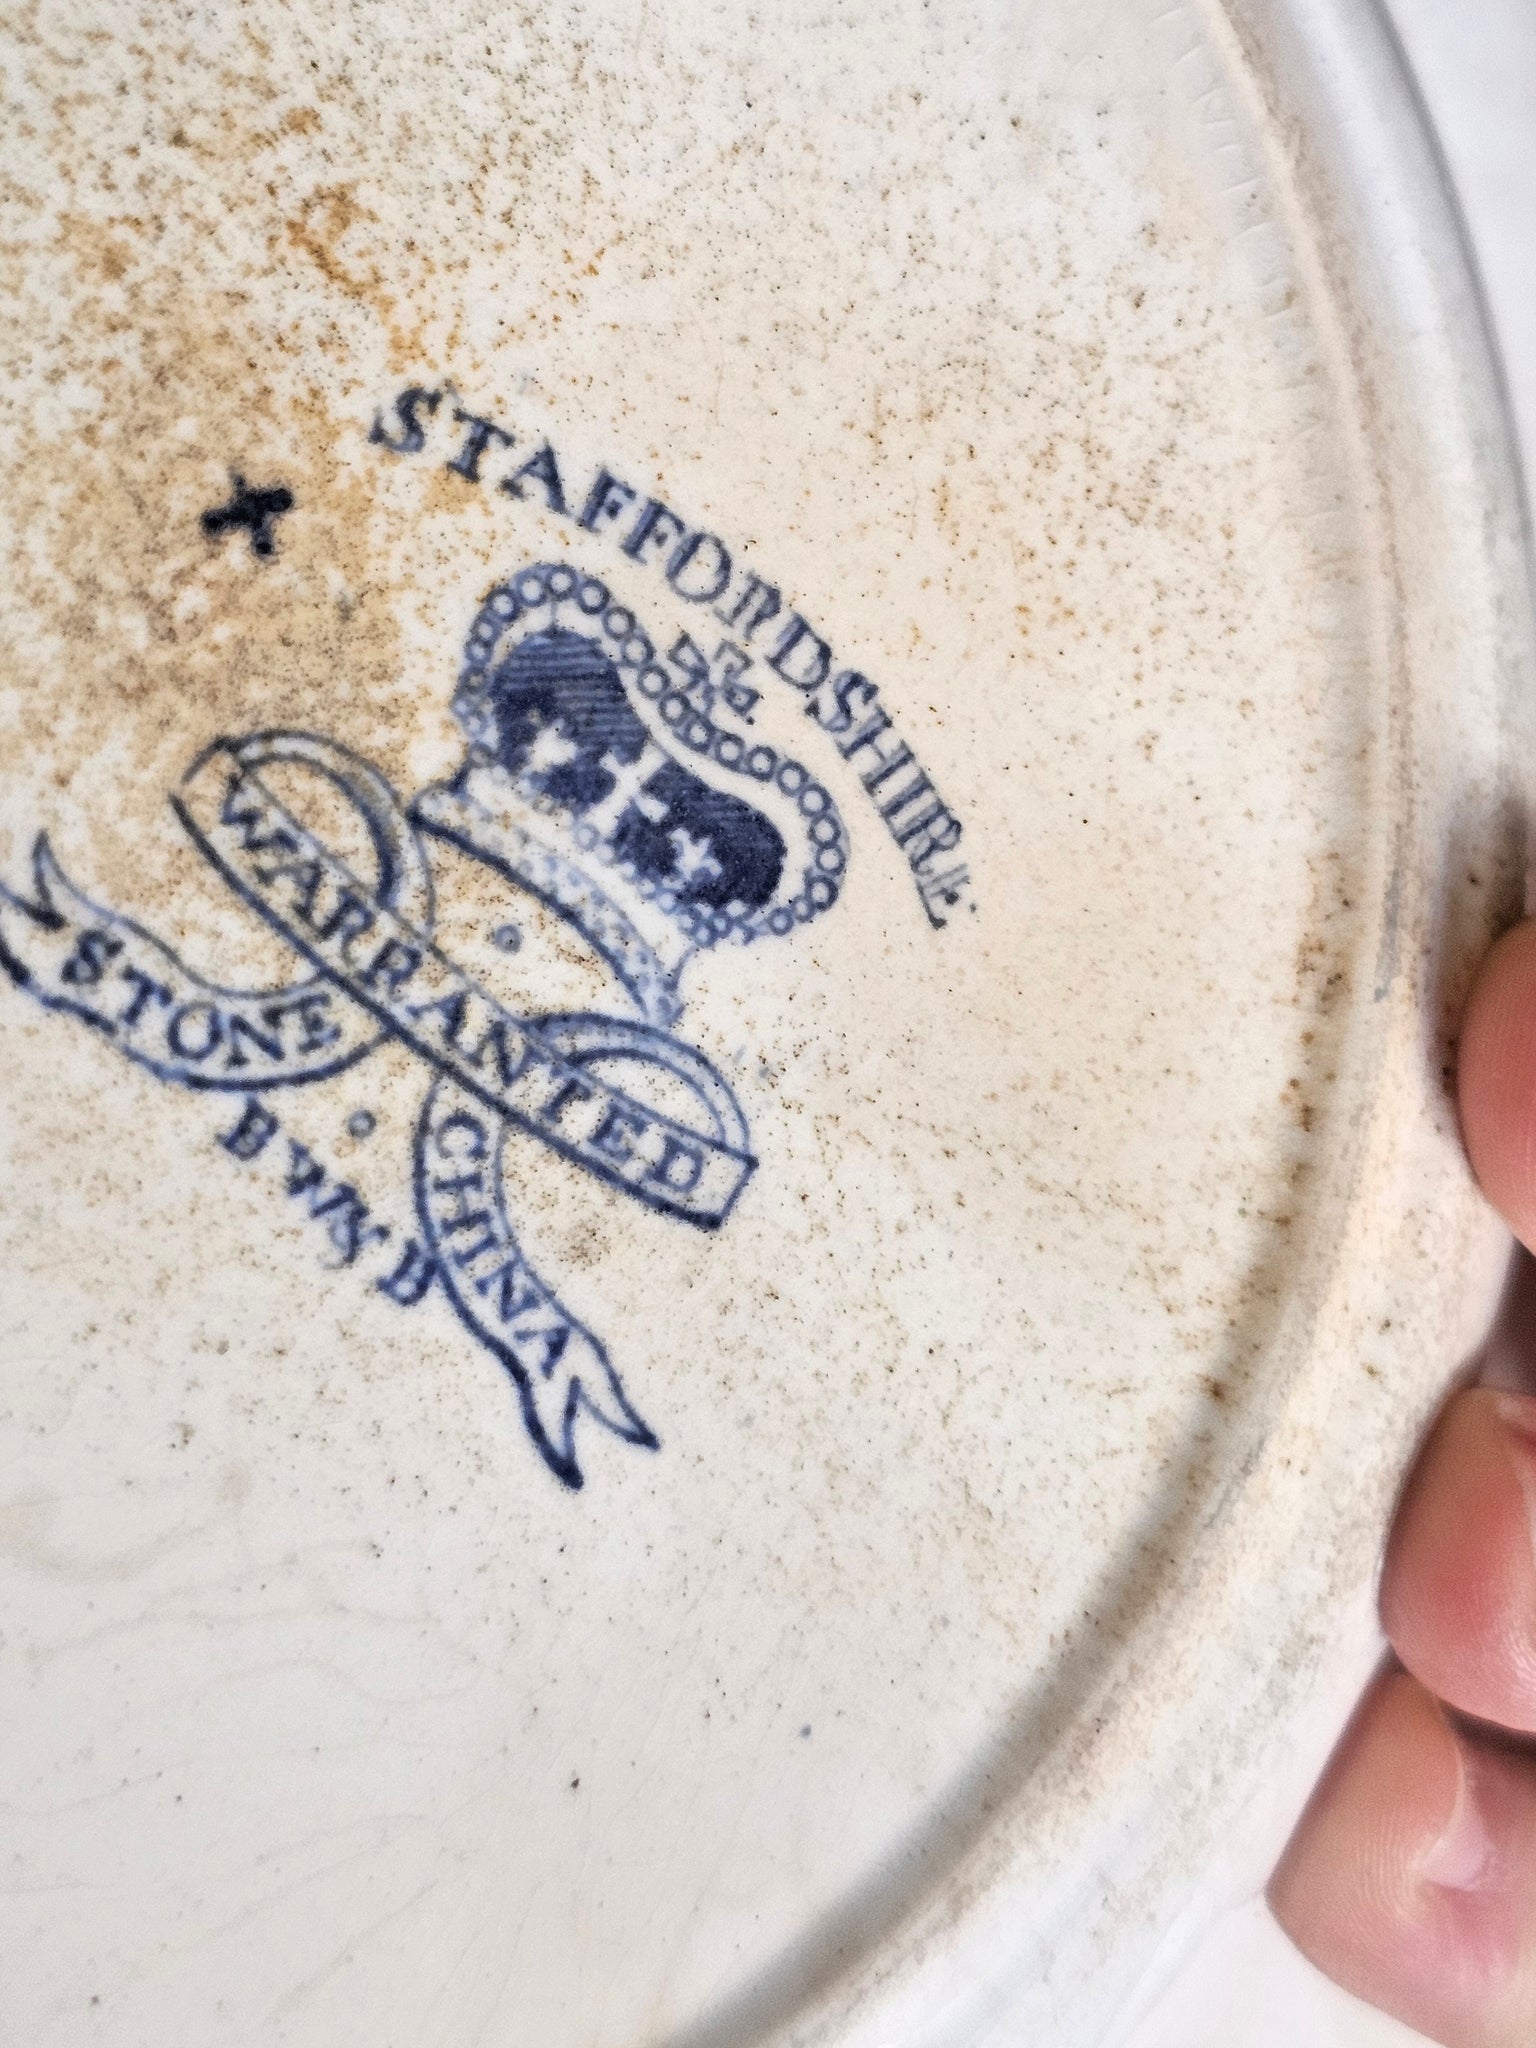 STAFFORDSHIRE
WARRANTED
STONE CHINA
B W & B